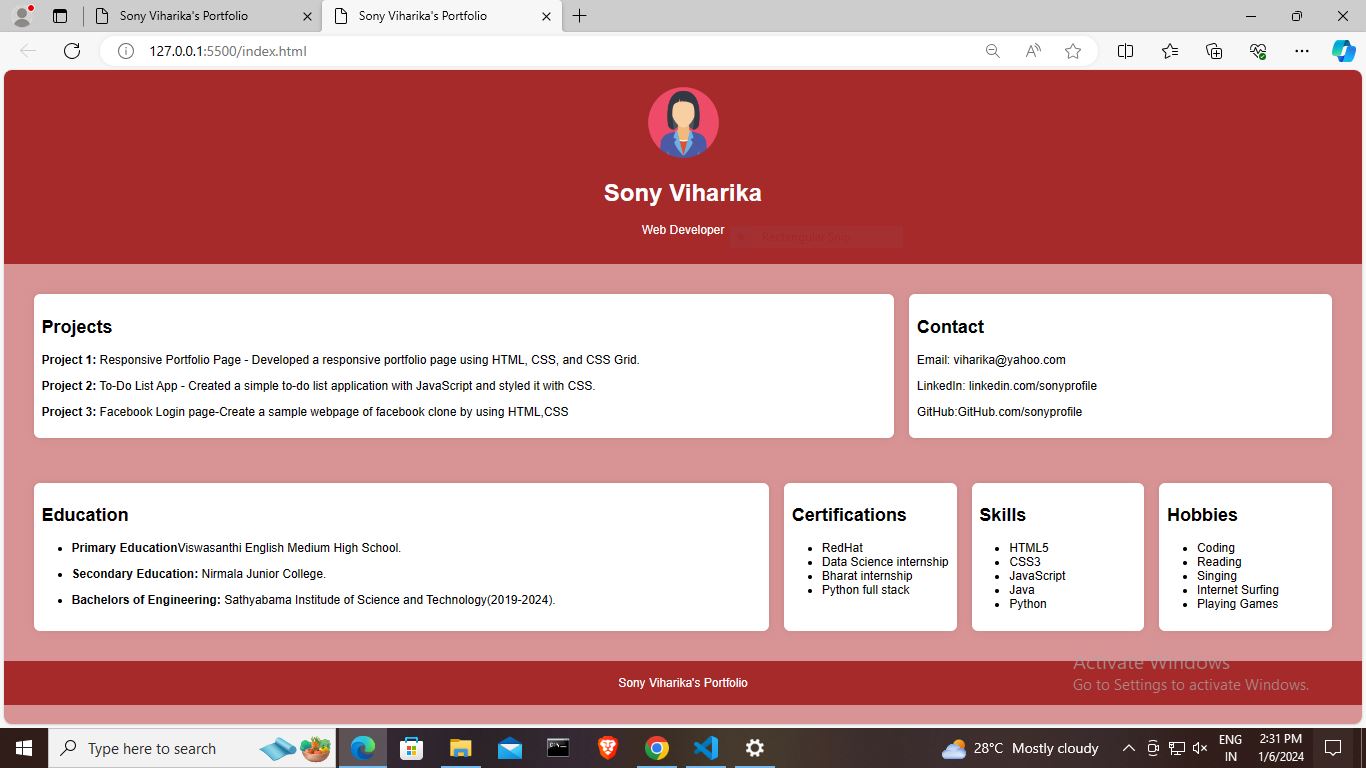 Sony Viharika's Portfolio
Sony Viharika's Portfolio
127.0.0.1:5500/index.html
Sony Viharika
Web Developer
Rectangular Snip
Projects
Project 1: Responsive Portfolio Page - Developed a responsive portfolio page using HTML, CSS, and CSS Grid.
Project 2: To-Do List App - Created a simple to-do list application with JavaScript and styled it with CSS.
Project 3: Facebook Login page-Create a sample webpage of facebook clone by using HTML,CSS
Contact
Email: viharika@yahoo.com
LinkedIn: linkedin.com/sonyprofile
GitHub:GitHub.com/sonyprofile
Education
• Primary EducationViswasanthi English Medium High School.
• Secondary Education: Nirmala Junior College.
• Bachelors of Engineering: Sathyabama Institude of Science and Technology(2019-2024).
Certifications
• RedHat
• Data Science internship
• Bharat internship
• Python full stack
Skills
• HTML5
• CSS3
• JavaScript
• Java
• Python
Hobbies
• Coding
• Reading
• Singing
• Internet Surfing
• Playing Games
Activate Windows
Go to Settings to activate Windows.
Sony Viharika's Portfolio
Type here to search
28°C Mostly cloudy
ENG
IN
2:31 PM
1/6/2024